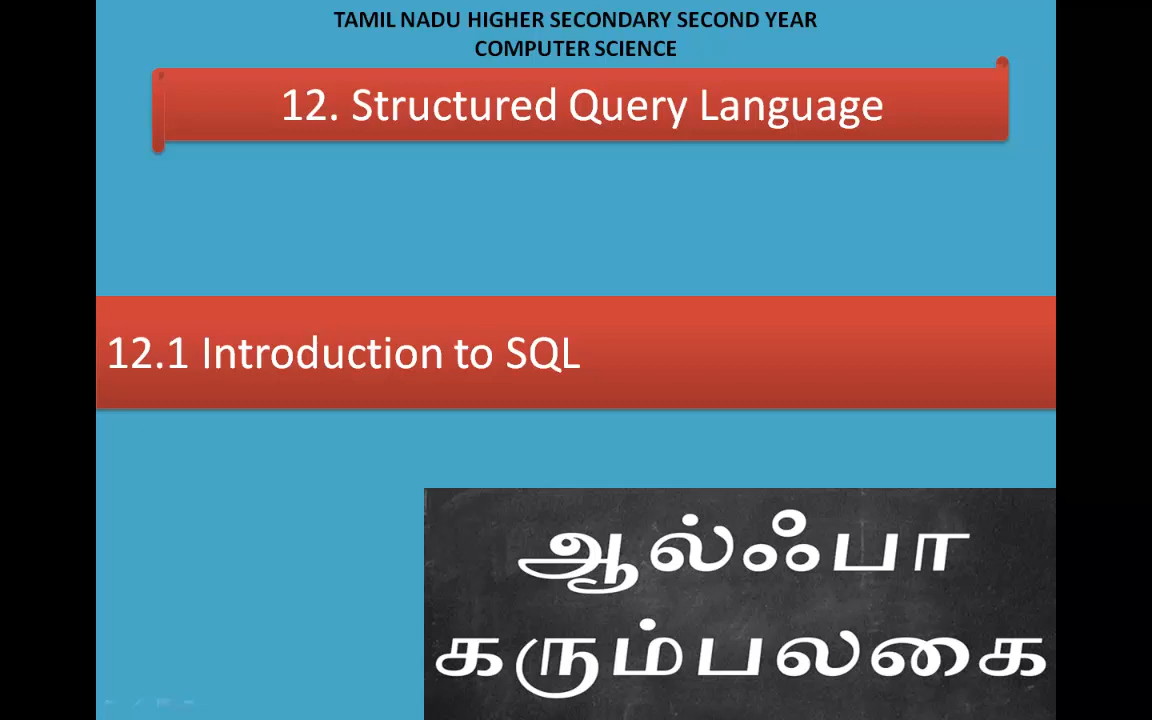 TAMIL NADU HIGHER SECONDARY SECOND YEAR
COMPUTER SCIENCE
12. Structured Query Language
12.1 Introduction to SQL
ஆல்ஃபா
கரும்பலகை